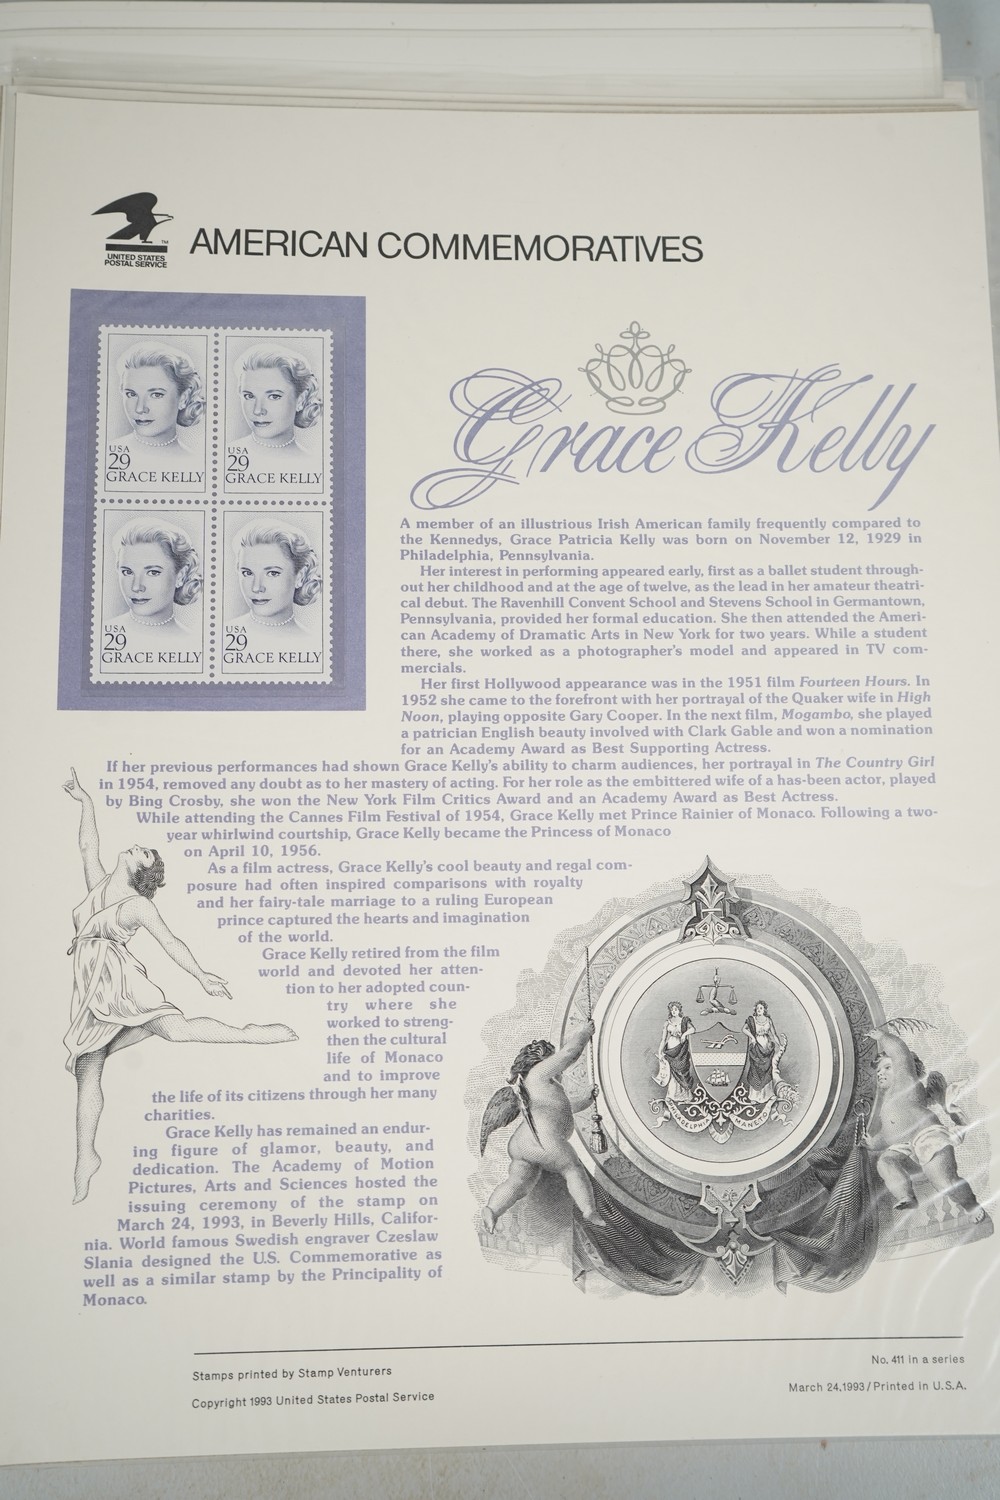 UNITED STATES
POSTAL SERVICE
TM
AMERICAN COMMEMORATIVES
USA
29
GRACE KELLY
USA
29
GRACE KELLY
USA
29
GRACE KELLY
USA
29
GRACE KELLY
Grace Kelly
A member of an illustrious Irish American family frequently compared to
the Kennedys, Grace Patricia Kelly was born on November 12, 1929 in
Philadelphia, Pennsylvania.
Her interest in performing appeared early, first as a ballet student through-
out her childhood and at the age of twelve, as the lead in her amateur theatri-
cal debut. The Ravenhill Convent School and Stevens School in Germantown,
Pennsylvania, provided her formal education. She then attended the Ameri-
can Academy of Dramatic Arts in New York for two years. While a student
there, she worked as a photographer's model and appeared in TV com-
mercials.
Her first Hollywood appearance was in the 1951 film Fourteen Hours. In
1952 she came to the forefront with her portrayal of the Quaker wife in High
Noon, playing opposite Gary Cooper. In the next film, Mogambo, she played
a patrician English beauty involved with Clark Gable and won a nomination
for an Academy Award as Best Supporting Actress.
If her previous performances had shown Grace Kelly's ability to charm audiences, her portrayal in The Country Girl
in 1954, removed any doubt as to her mastery of acting. For her role as the embittered wife of a has-been actor, played
by Bing Crosby, she won the New York Film Critics Award and an Academy Award as Best Actress.
While attending the Cannes Film Festival of 1954, Grace Kelly met Prince Rainier of Monaco. Following a two-
year whirlwind courtship, Grace Kelly became the Princess of Monaco
on April 10, 1956.
As a film actress, Grace Kelly's cool beauty and regal com-
posure had often inspired comparisons with royalty
and her fairy-tale marriage to a ruling European
prince captured the hearts and imagination
of the world.
Grace Kelly retired from the film
world and devoted her atten-
tion to her adopted coun-
try where she
worked to streng-
then the cultural
life of Monaco
and to improve
the life of its citizens through her many
charities.
Grace Kelly has remained an endur-
ing figure of glamor, beauty, and
dedication. The Academy of Motion
Pictures, Arts and Sciences hosted the
issuing ceremony of the stamp on
March 24, 1993, in Beverly Hills, Califor-
nia. World famous Swedish engraver Czeslaw
Slania designed the U.S. Commemorative as
well as a similar stamp by the Principality of
Monaco.
PHILADELPHIA MANETO
Stamps printed by Stamp Venturers
Copyright 1993 United States Postal Service
No. 411 in a series
March 24, 1993/Printed in U.S.A.